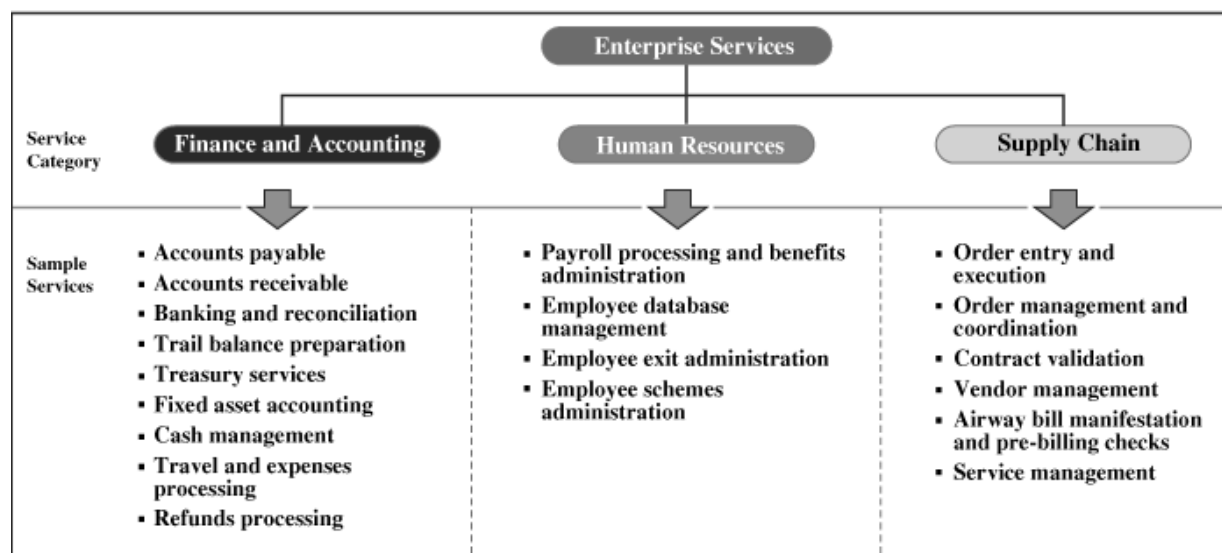 Enterprise Services
Service
Category
Finance and Accounting
Human Resources
Supply Chain
Sample
Services
▪ Accounts payable
▪ Accounts receivable
▪ Banking and reconciliation
▪ Trail balance preparation
▪ Treasury services
▪ Fixed asset accounting
▪ Cash management
▪ Travel and expenses
processing
▪ Refunds processing
▪ Payroll processing and benefits
administration
▪ Employee database
management
▪ Employee exit administration
▪ Employee schemes
administration
▪ Order entry and
execution
▪ Order management and
coordination
▪ Contract validation
▪ Vendor management
▪ Airway bill manifestation
and pre-billing checks
▪ Service management